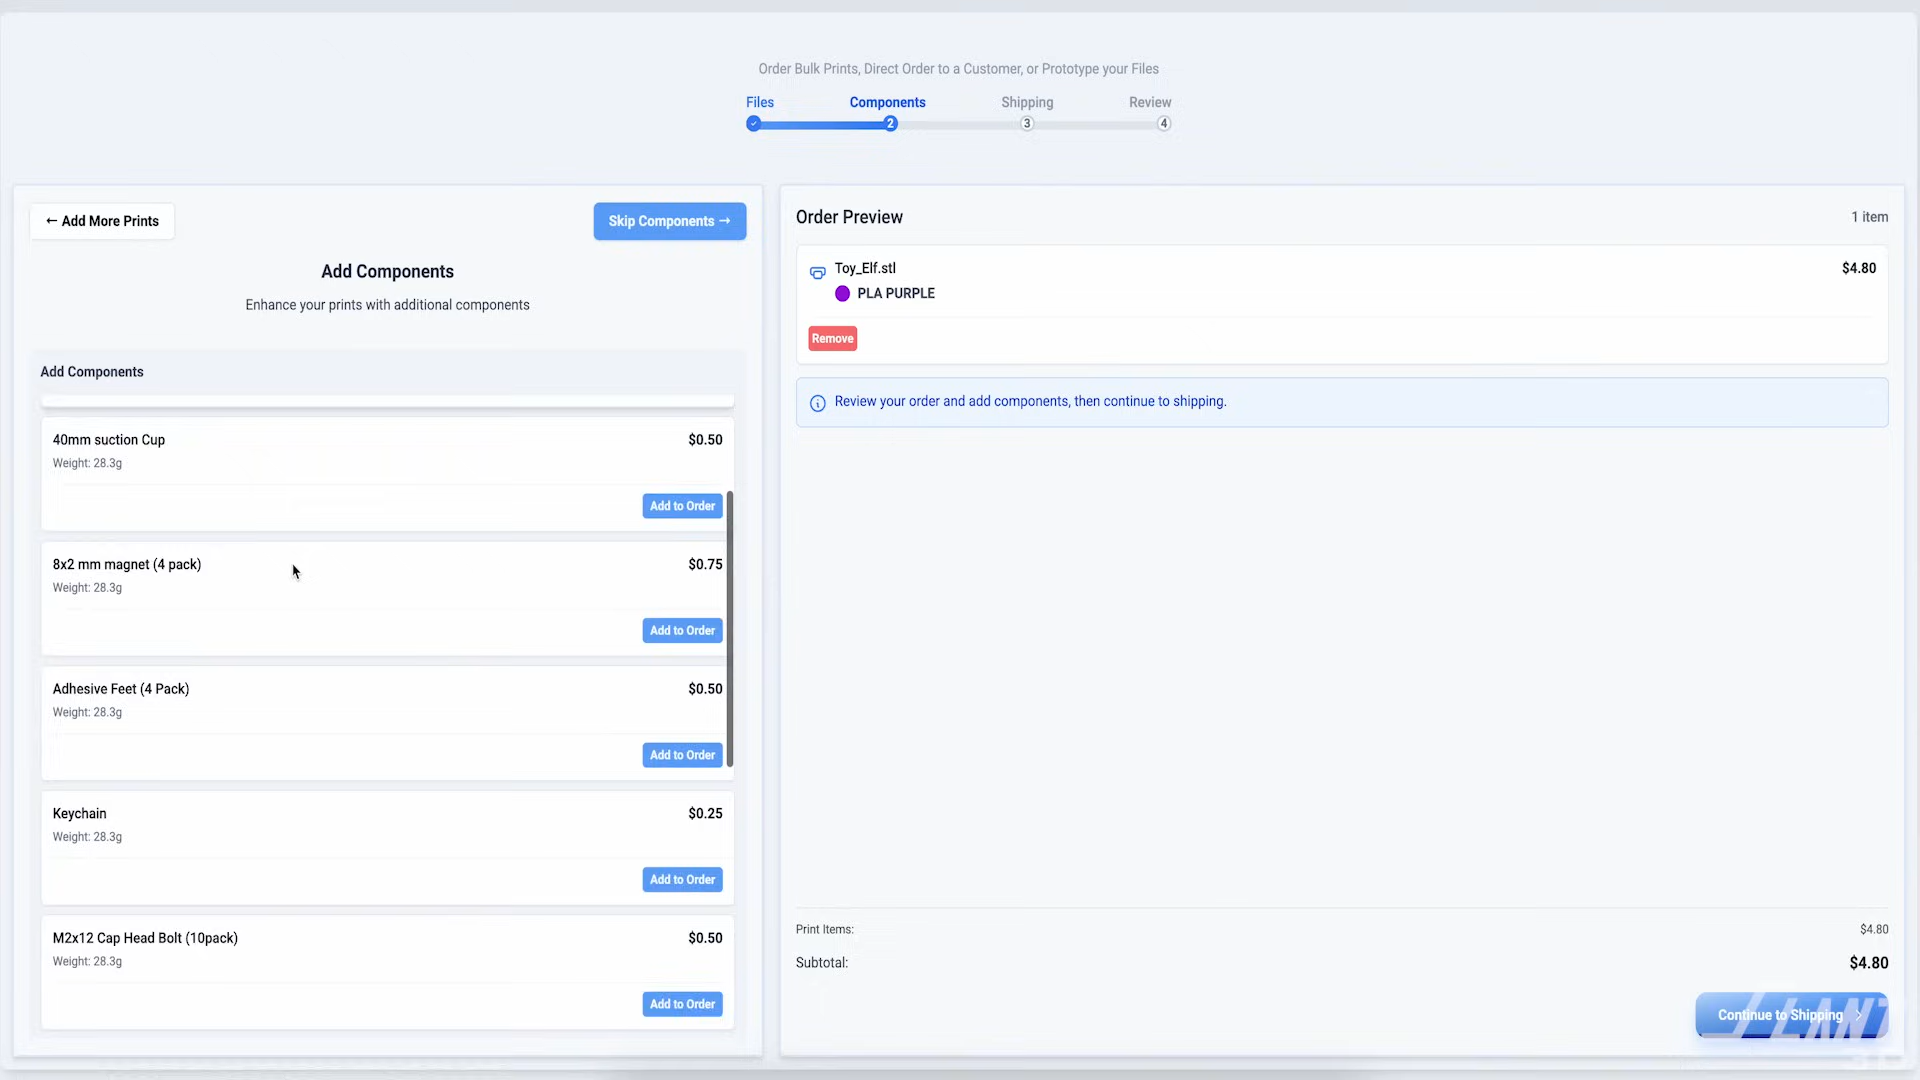 Order Bulk Prints, Direct Order to a Customer, or Prototype your Files
Files
Components
Shipping
Review
2
3
4
← Add More Prints
Skip Components →
Add Components
Enhance your prints with additional components
Add Components
40mm suction Cup
$0.50
Weight: 28.3g
Add to Order
8x2 mm magnet (4 pack)
$0.75
Weight: 28.3g
Add to Order
Adhesive Feet (4 Pack)
$0.50
Weight: 28.3g
Add to Order
Keychain
$0.25
Weight: 28.3g
Add to Order
M2x12 Cap Head Bolt (10pack)
$0.50
Weight: 28.3g
Add to Order
Order Preview
1 item
Toy_Elf.stl
$4.80
PLA PURPLE
Remove
Review your order and add components, then continue to shipping.
Print Items:
$4.80
Subtotal:
$4.80
Continue to Shipping